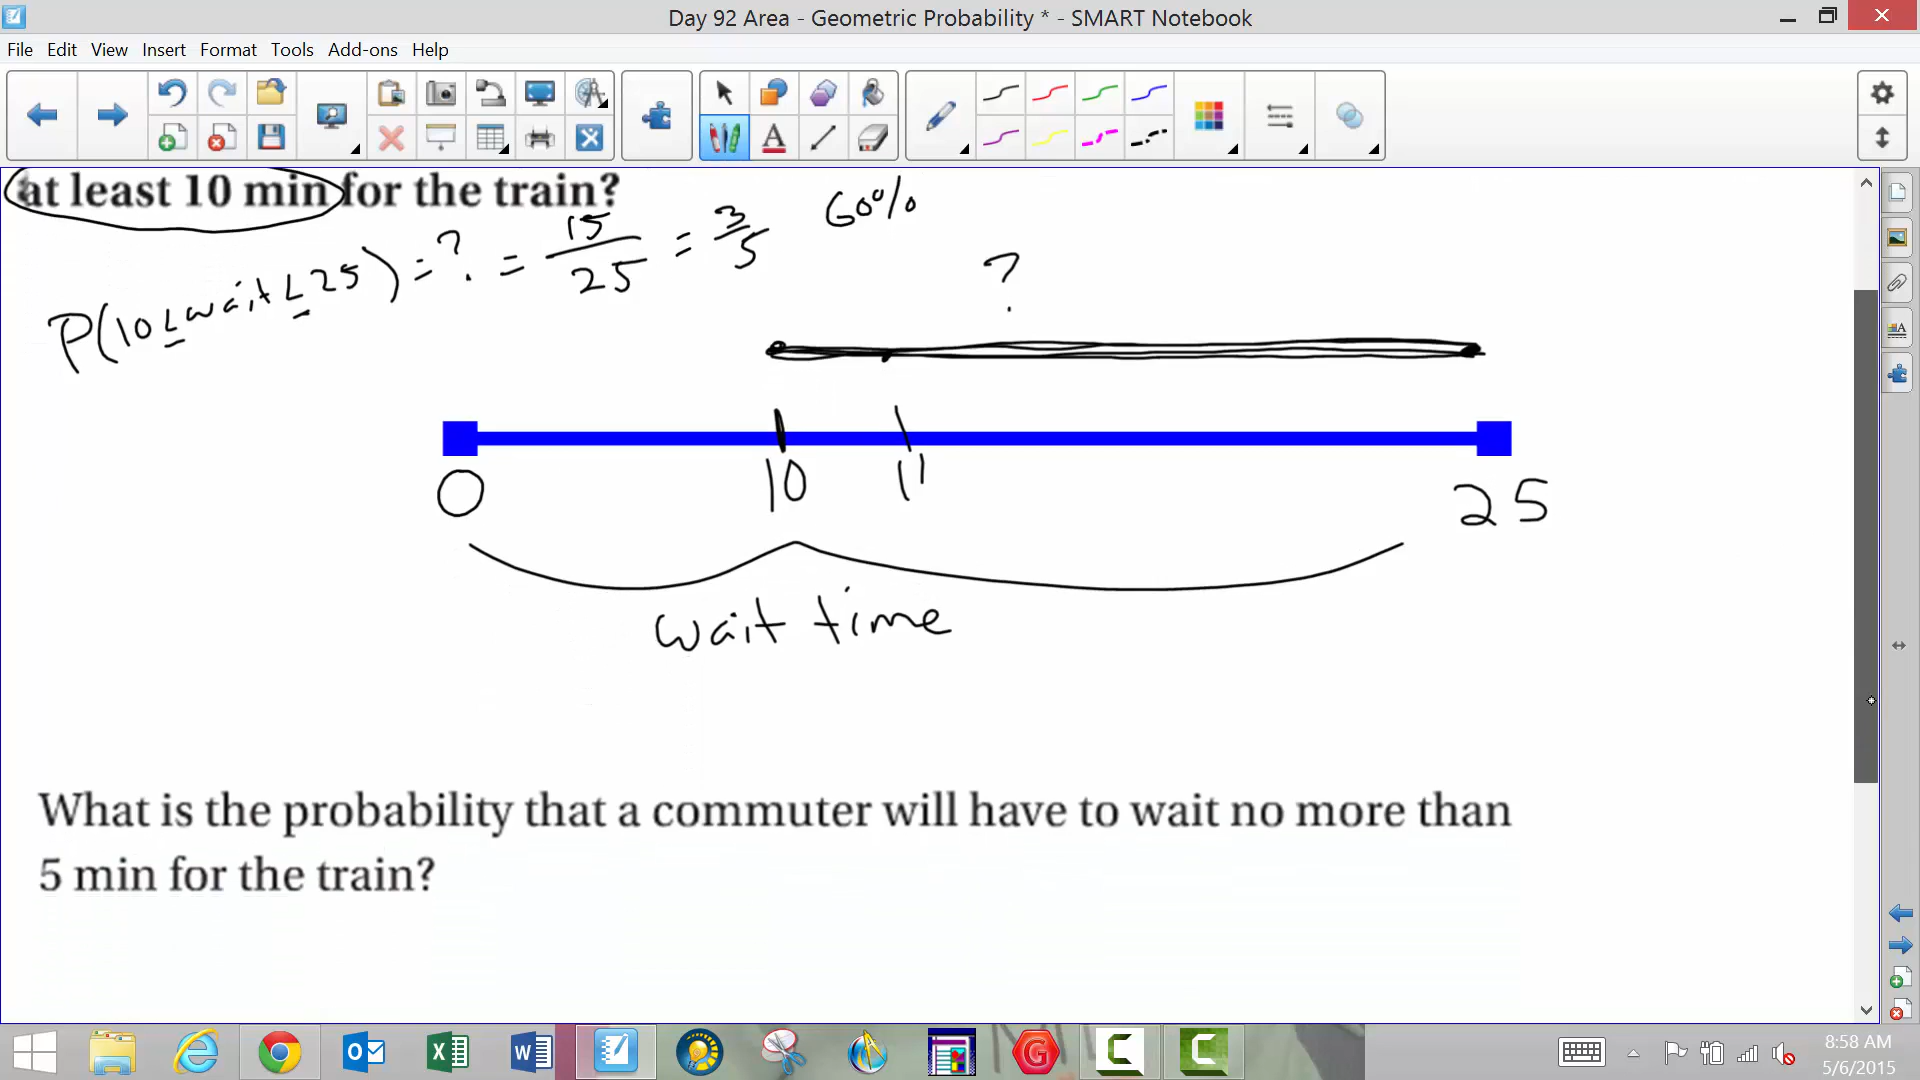 Day 92 Area - Geometric Probability * - SMART Notebook
File Edit View Insert Format Tools Add-ons Help
at least 10 min for the train?
P(10 ≤ wait ≤ 25) = ? = 15/25 = 3/5 60%
?
0 10 11 25
wait time
What is the probability that a commuter will have to wait no more than
5 min for the train?
8:58 AM
5/6/2015